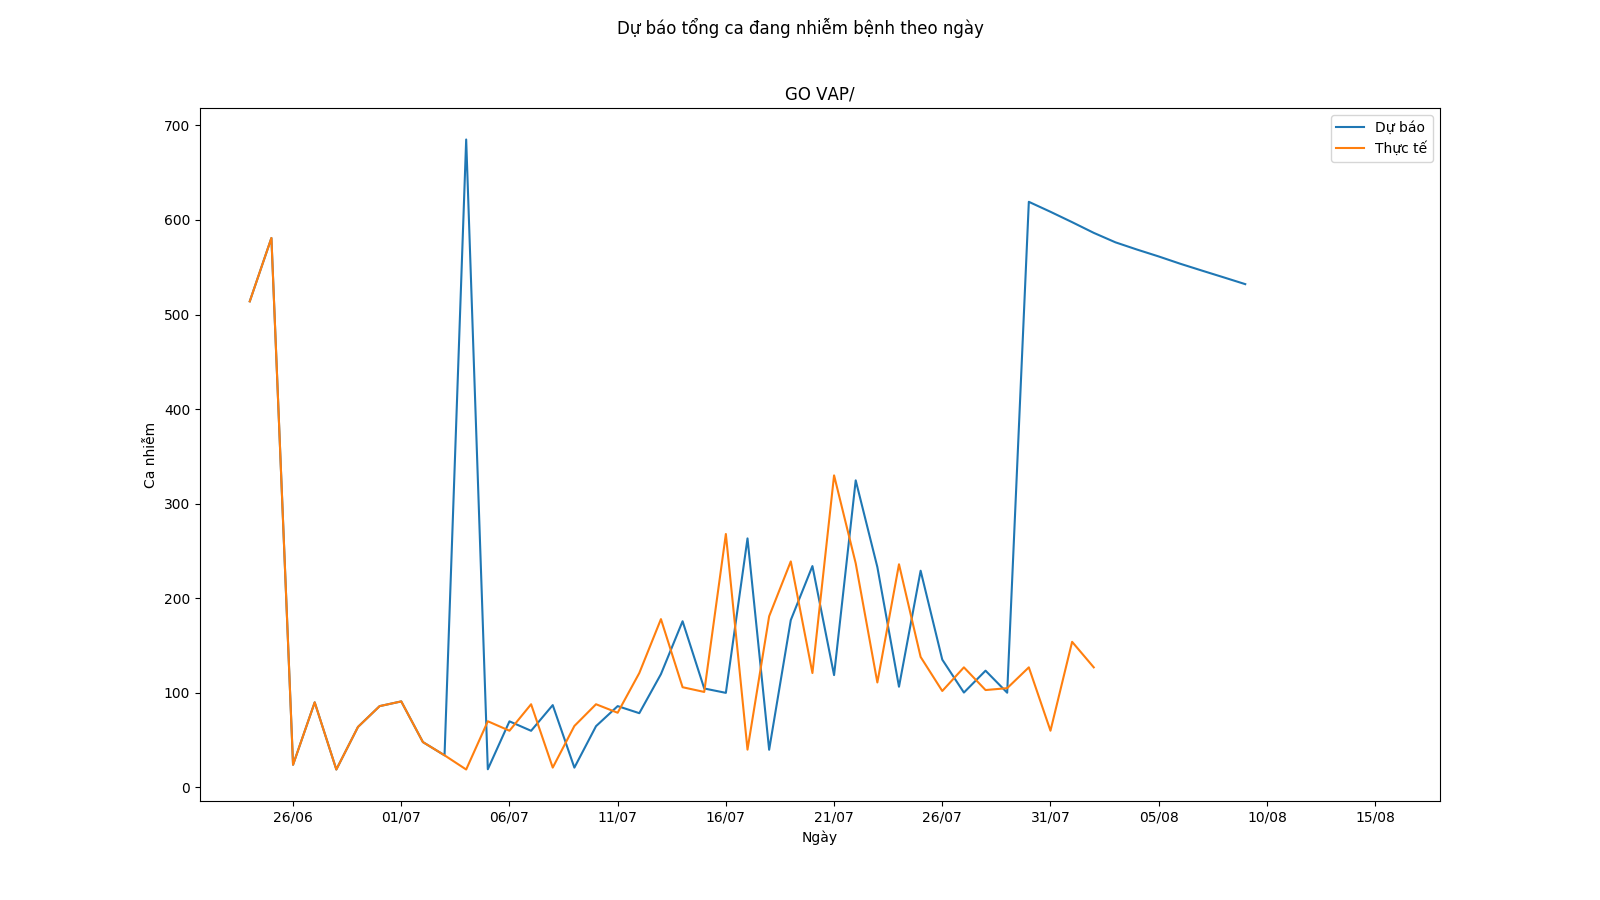 Dự báo tổng ca đang nhiễm bệnh theo ngày
GO VAP/
Dự báo
Thực tế
700
600
500
400
300
200
100
0
Ca nhiễm
26/06 01/07 06/07 11/07 16/07 21/07 26/07 31/07 05/08 10/08 15/08
Ngày